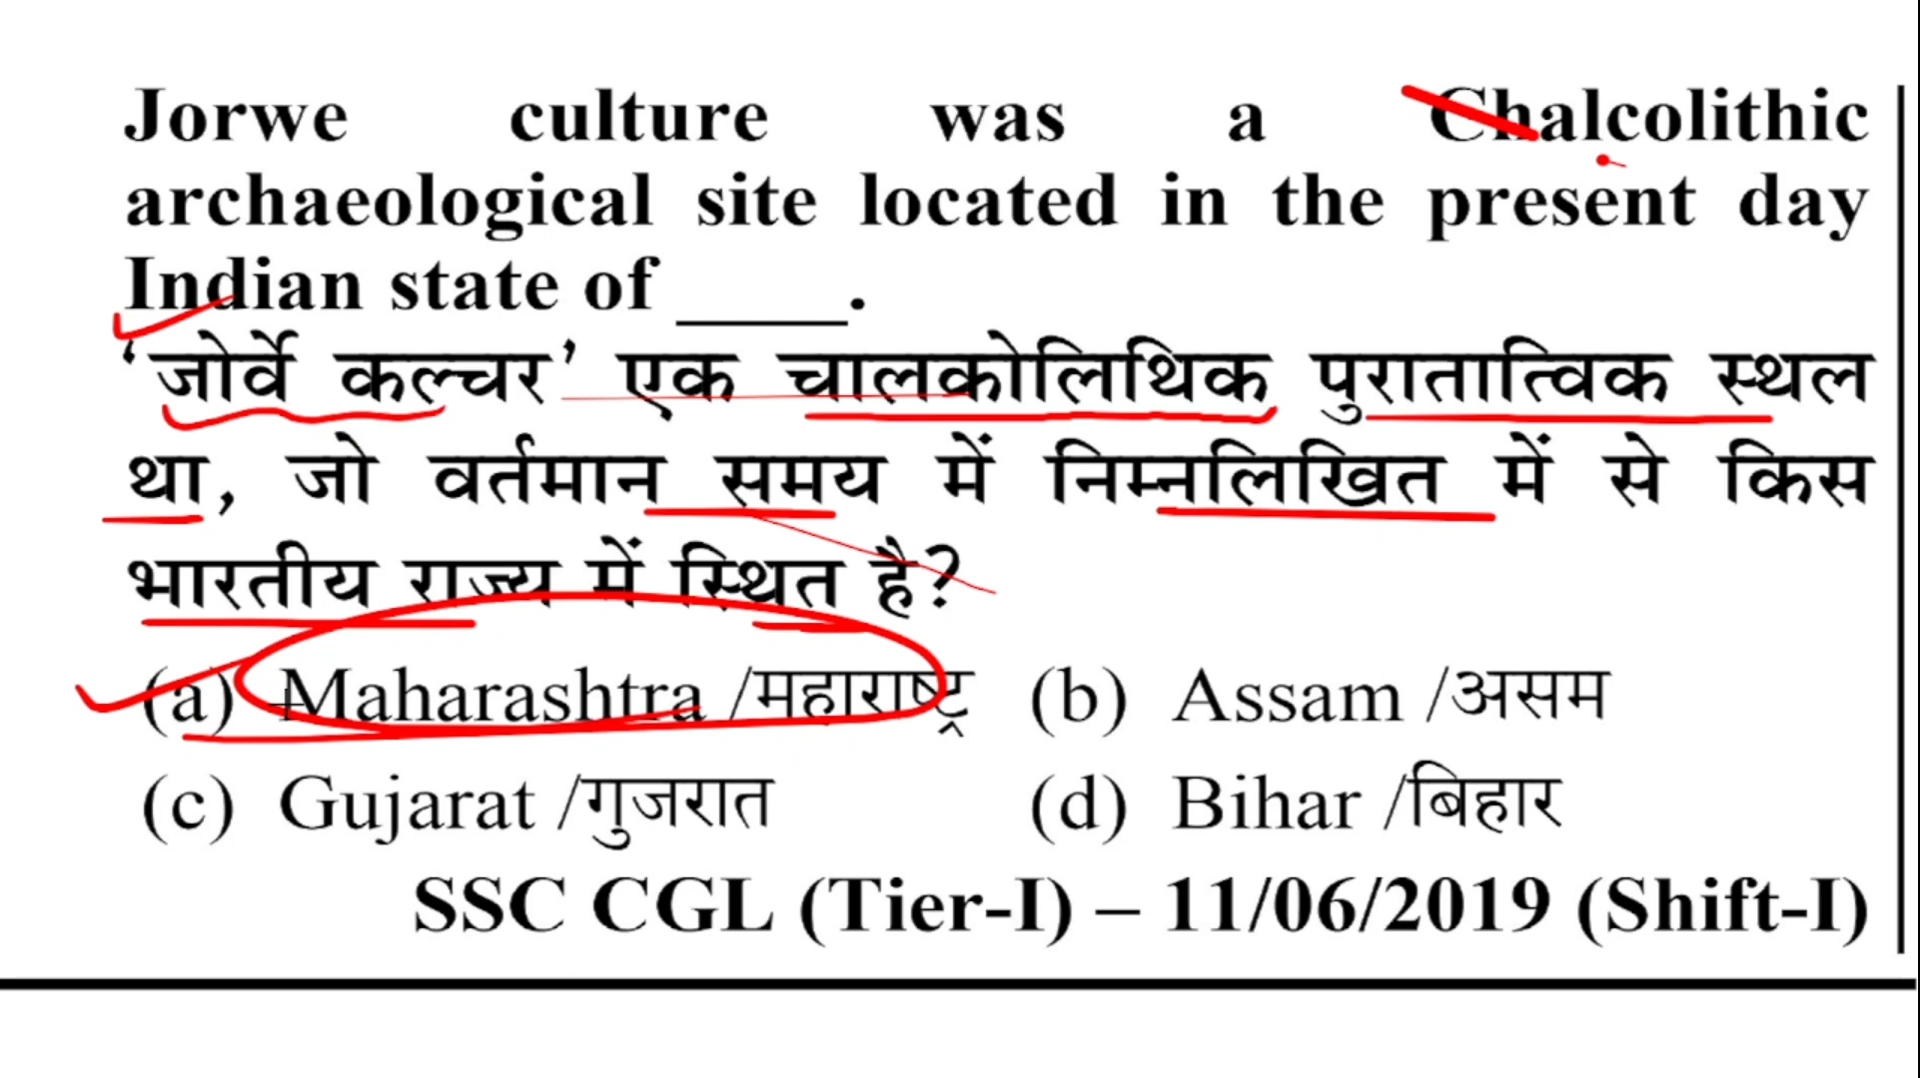 Jorwe culture was a Chalcolithic
archaeological site located in the present day
Indian state of _____.
‘जोर्वे कल्चर’ एक चालकोलिथिक पुरातात्विक स्थल
था, जो वर्तमान समय में निम्नलिखित में से किस
भारतीय राज्य में स्थित है?
(a) Maharashtra /महाराष्ट्र (b) Assam /असम
(c) Gujarat /गुजरात (d) Bihar /बिहार
SSC CGL (Tier-I) – 11/06/2019 (Shift-I)